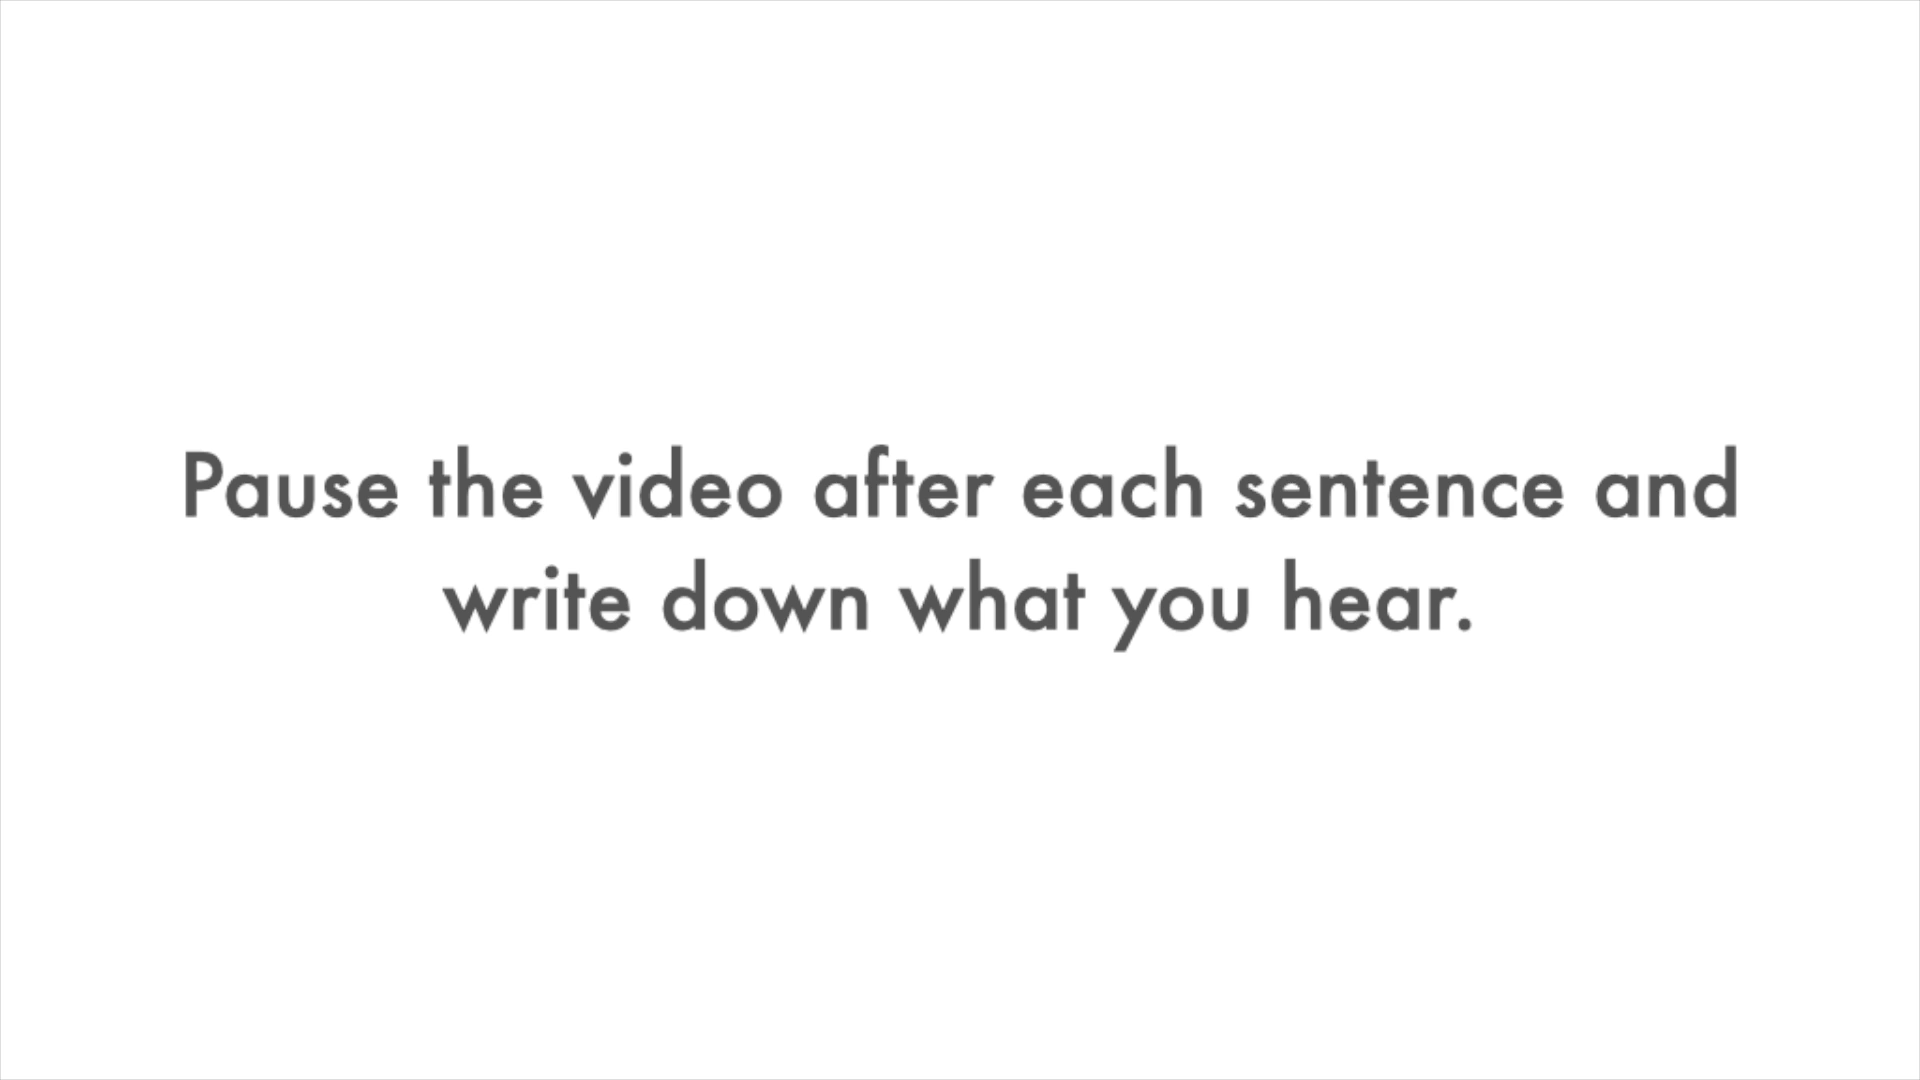 Pause the video after each sentence and
write down what you hear.